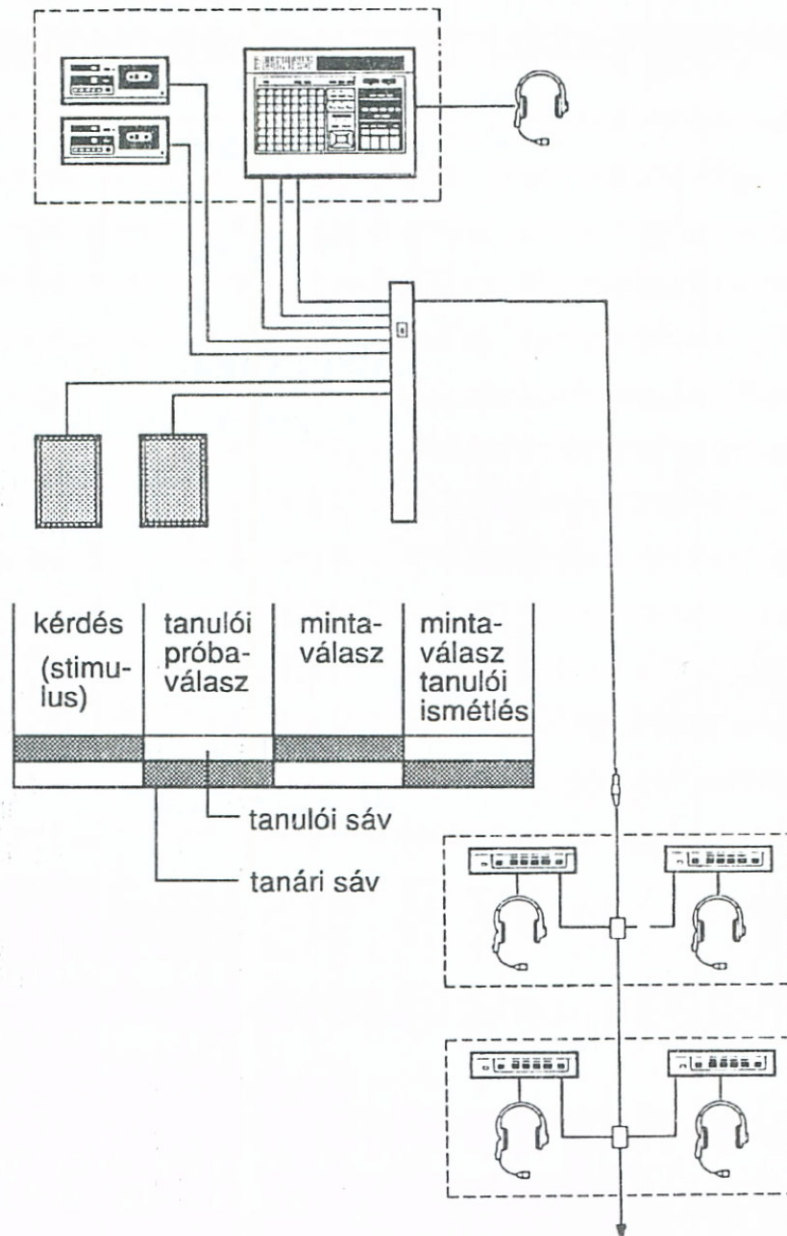 kérdés
(stimu-
lus)
tanulói
próba-
válasz
minta-
válasz
minta-
válasz
tanulói
ismétlés
tanulói sáv
tanári sáv